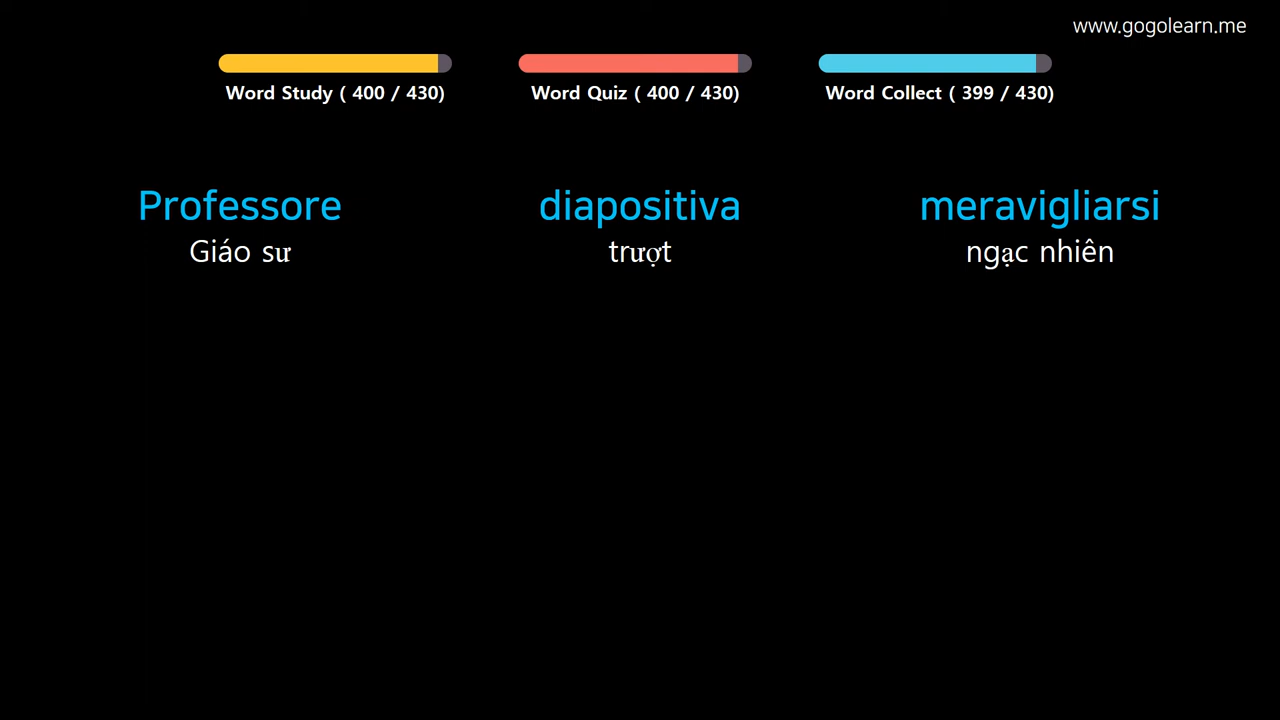 www.gogolearn.me
Word Study ( 400 / 430)
Word Quiz ( 400 / 430)
Word Collect ( 399 / 430)
Professore
Giáo sư
diapositiva
trượt
meravigliarsi
ngạc nhiên